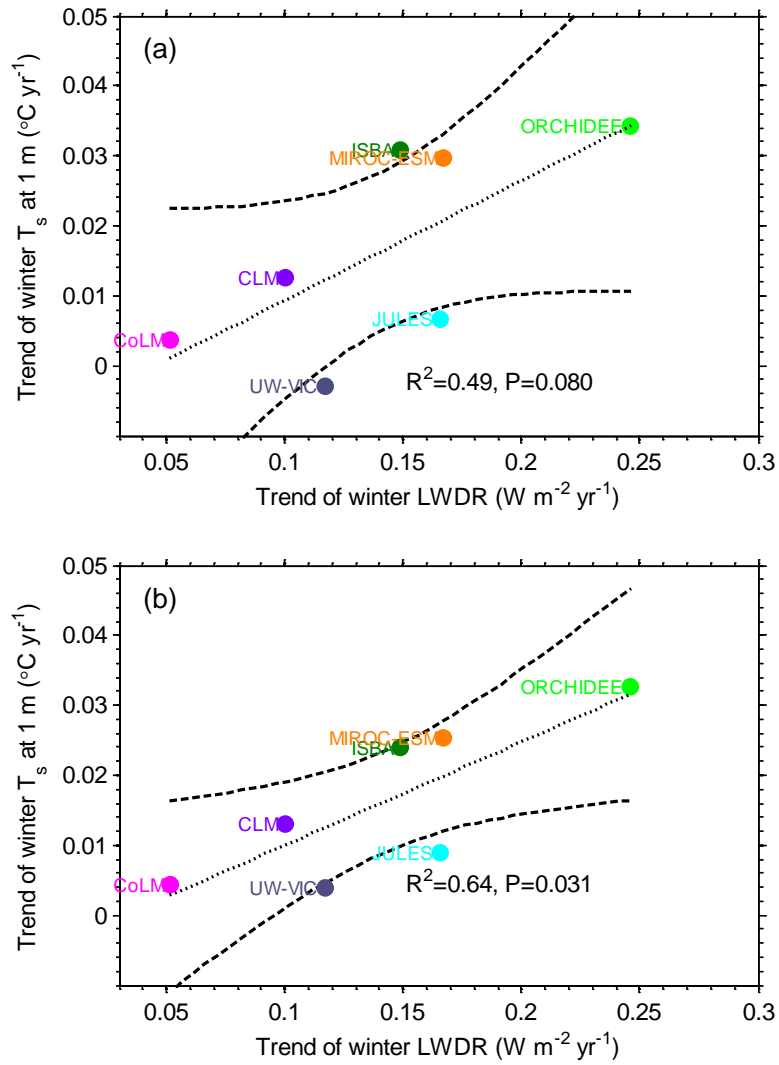 0.05
(a)
Trend of winter T_s at 1 m (°C yr⁻¹)
0.04
ORCHIDEE
ISBA
0.03
MIROC-ESM
0.02
CLM
0.01
JULES
CoLM
0
UW-VIC
R²=0.49, P=0.080
0.05 0.1 0.15 0.2 0.25 0.3
Trend of winter LWDR (W m⁻² yr⁻¹)
0.05
(b)
Trend of winter T_s at 1 m (°C yr⁻¹)
0.04
ORCHIDEE
0.03
MIROC-ESM
ISBA
0.02
CLM
0.01
JULES
CoLM
UW-VIC
R²=0.64, P=0.031
0
0.05 0.1 0.15 0.2 0.25 0.3
Trend of winter LWDR (W m⁻² yr⁻¹)